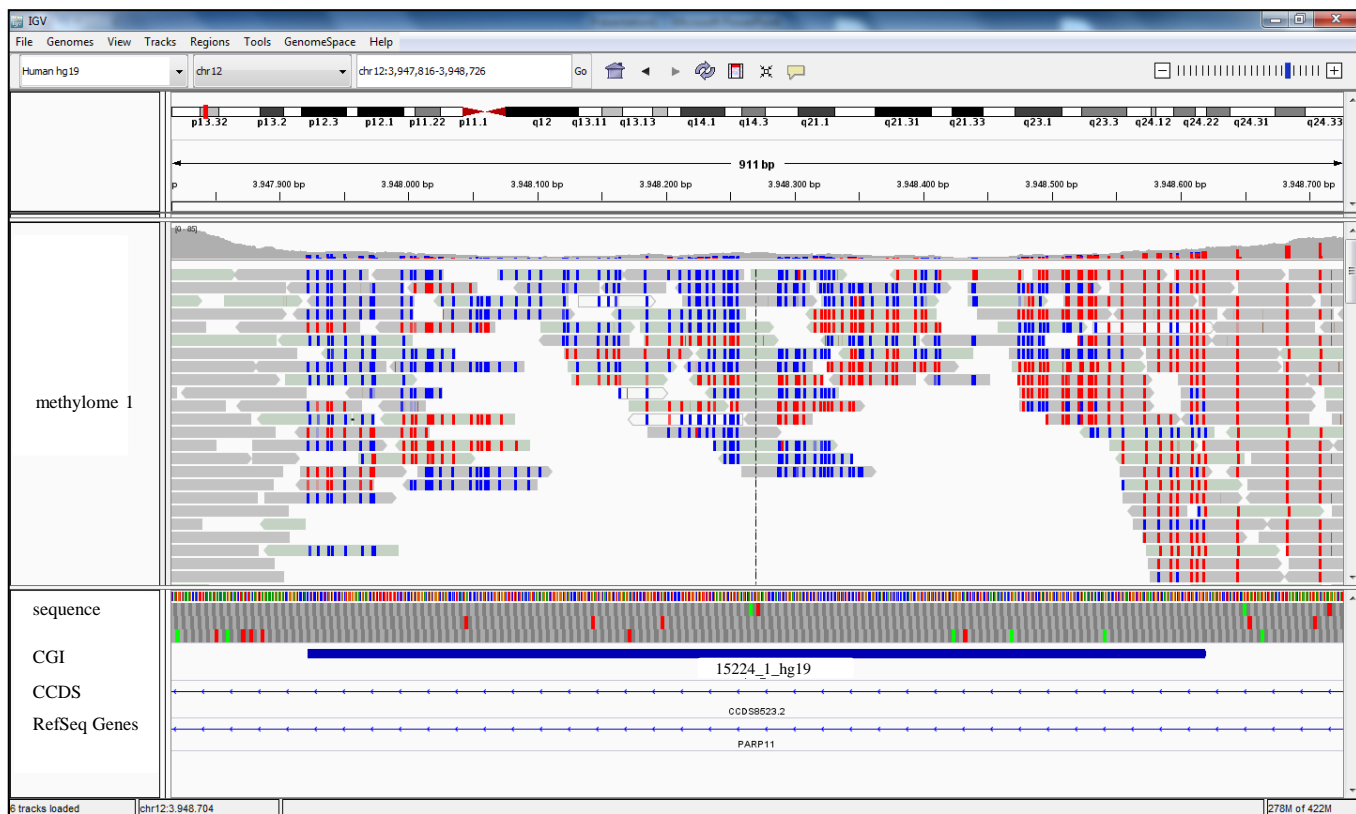 IGV
File Genomes View Tracks Regions Tools GenomeSpace Help
Human hg19 chr12 chr12:3,947,816-3,948,726 Go
p13.32 p13.2 p12.3 p12.1 p11.22 p11.1 q12 q13.11 q13.13 q14.1 q14.3 q21.1 q21.31 q21.33 q23.1 q23.3 q24.12 q24.22 q24.31 q24.33
911 bp
p 3.947.900 bp 3.948.000 bp 3.948.100 bp 3.948.200 bp 3.948.300 bp 3.948.400 bp 3.948.500 bp 3.948.600 bp 3.948.700 bp
[0 - 85]
methylome 1
sequence
CGI
15224_1_hg19
CCDS
CCDS8523.2
RefSeq Genes
PARP11
6 tracks loaded chr12:3.948.704 278M of 422M